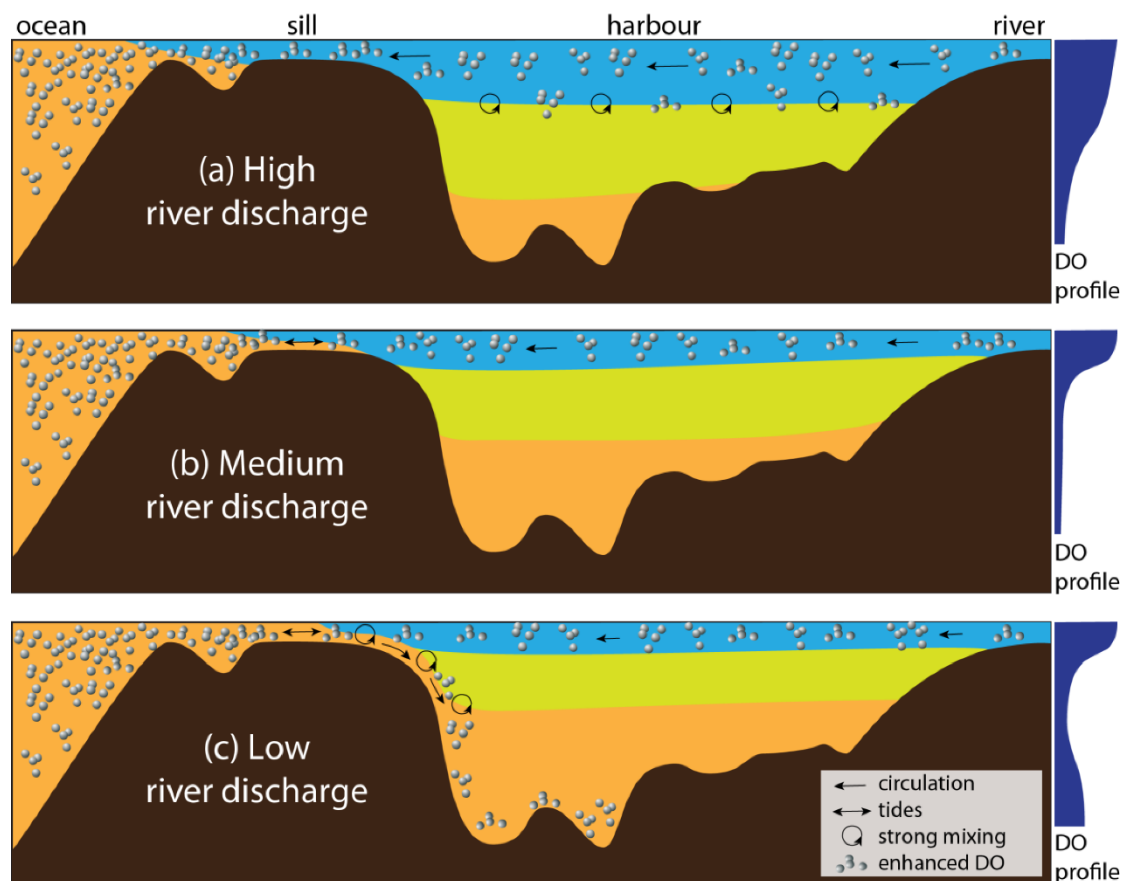 ocean sill harbour river
(a) High
river discharge
DO
profile
(b) Medium
river discharge
DO
profile
(c) Low
river discharge
circulation
tides
strong mixing
enhanced DO
DO
profile